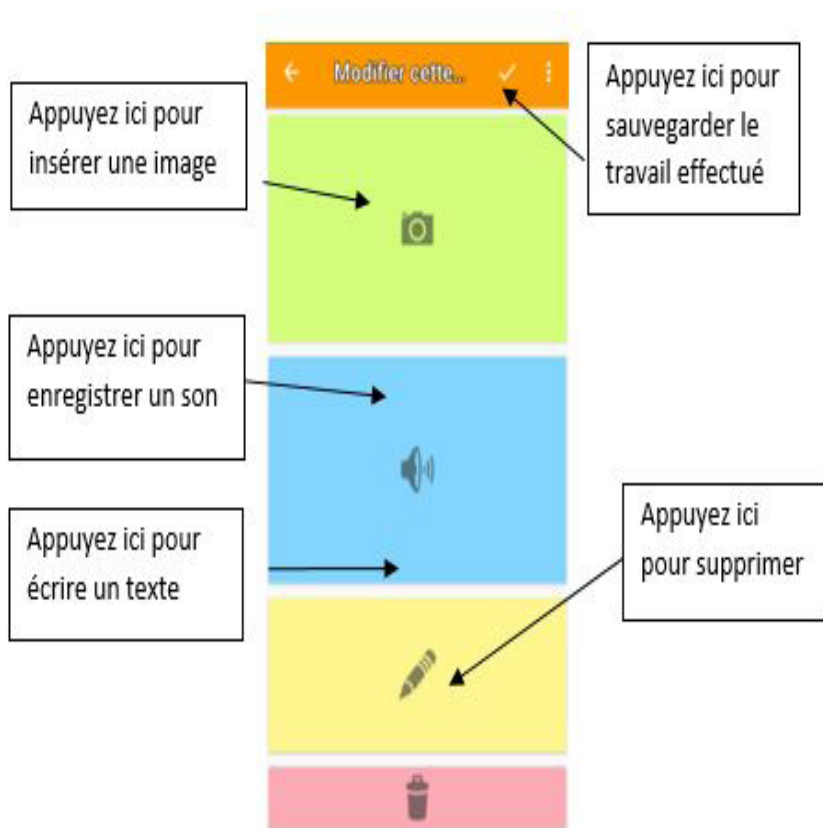 Modifier cette...
Appuyez ici pour
insérer une image
Appuyez ici pour
sauvegarder le
travail effectué
Appuyez ici pour
enregistrer un son
Appuyez ici pour
écrire un texte
Appuyez ici
pour supprimer